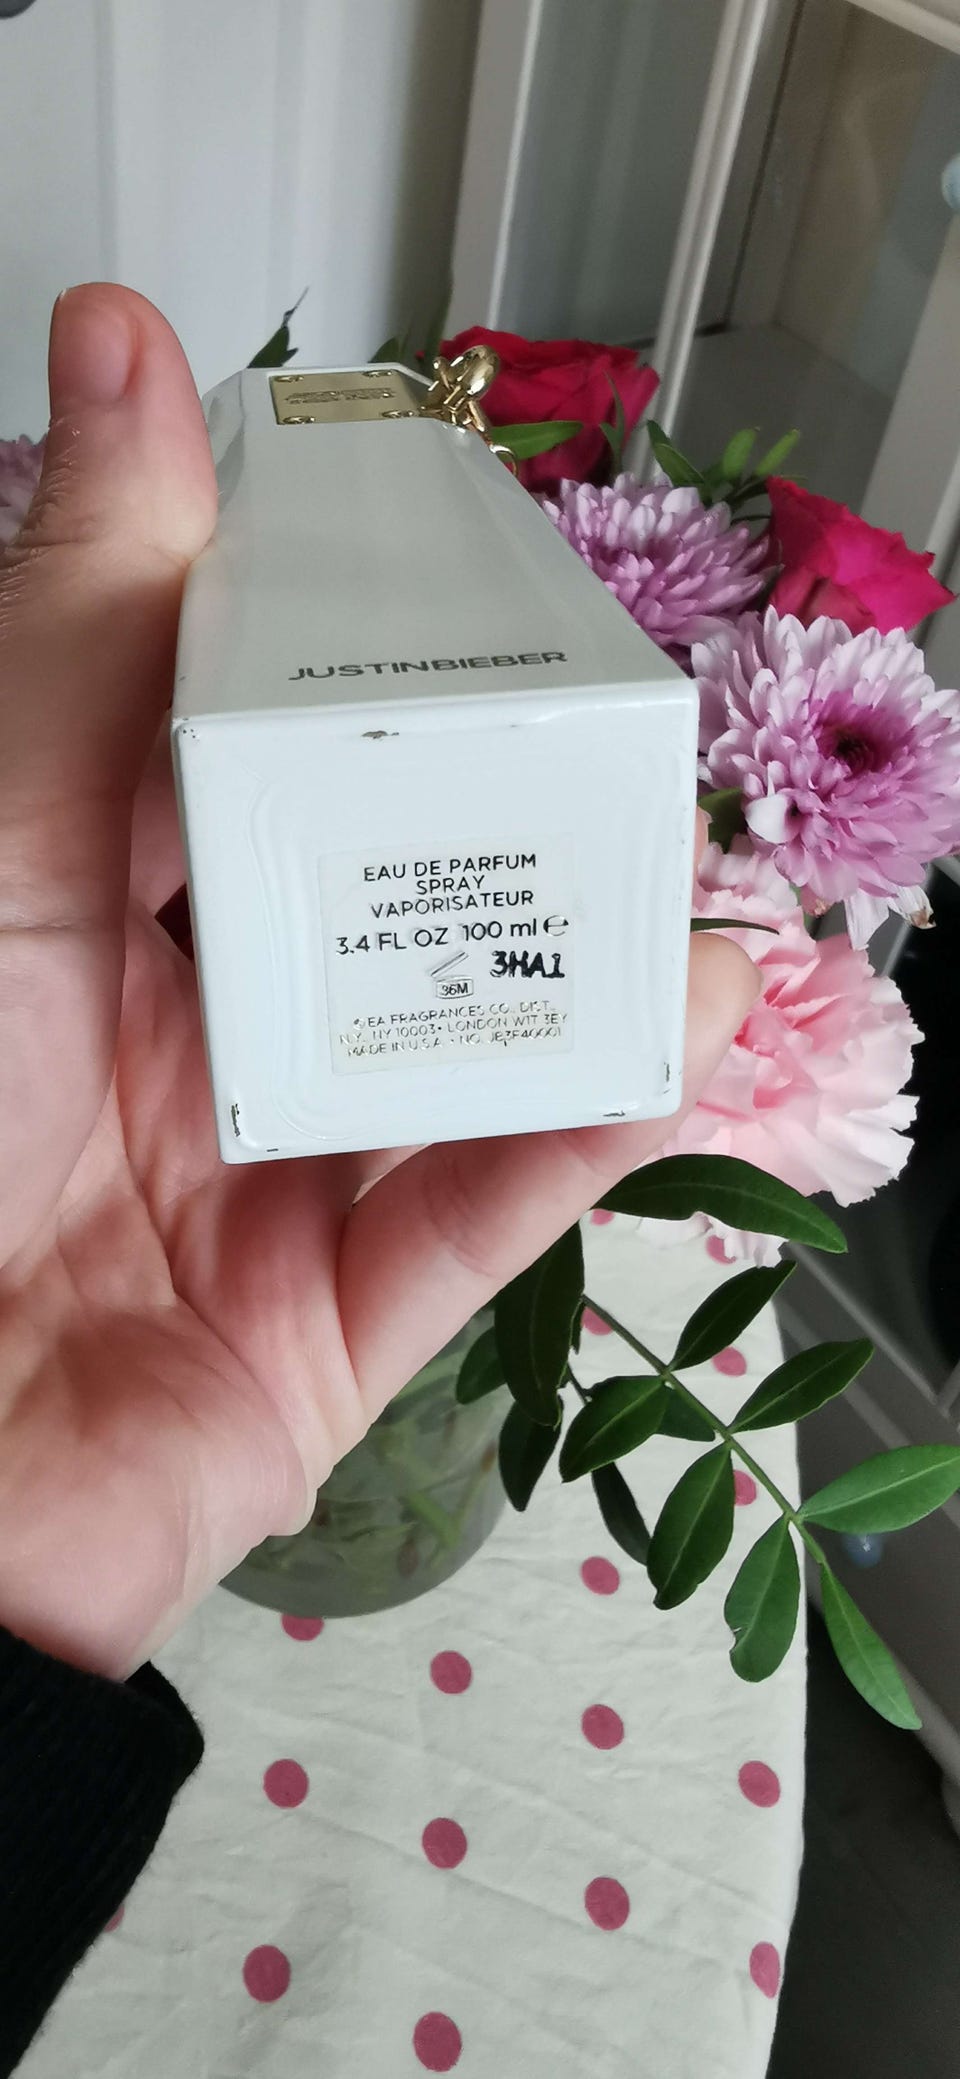 JUSTINBIEBER
EAU DE PARFUM
SPRAY
VAPORISATEUR
3.4 FL OZ 100 ml ℮
3HA1
36M
© EA FRAGRANCES CO., DIST.,
N.Y., NY 10003 • LONDON W1T 3EY
MADE IN U.S.A. • NO. JB3F40001